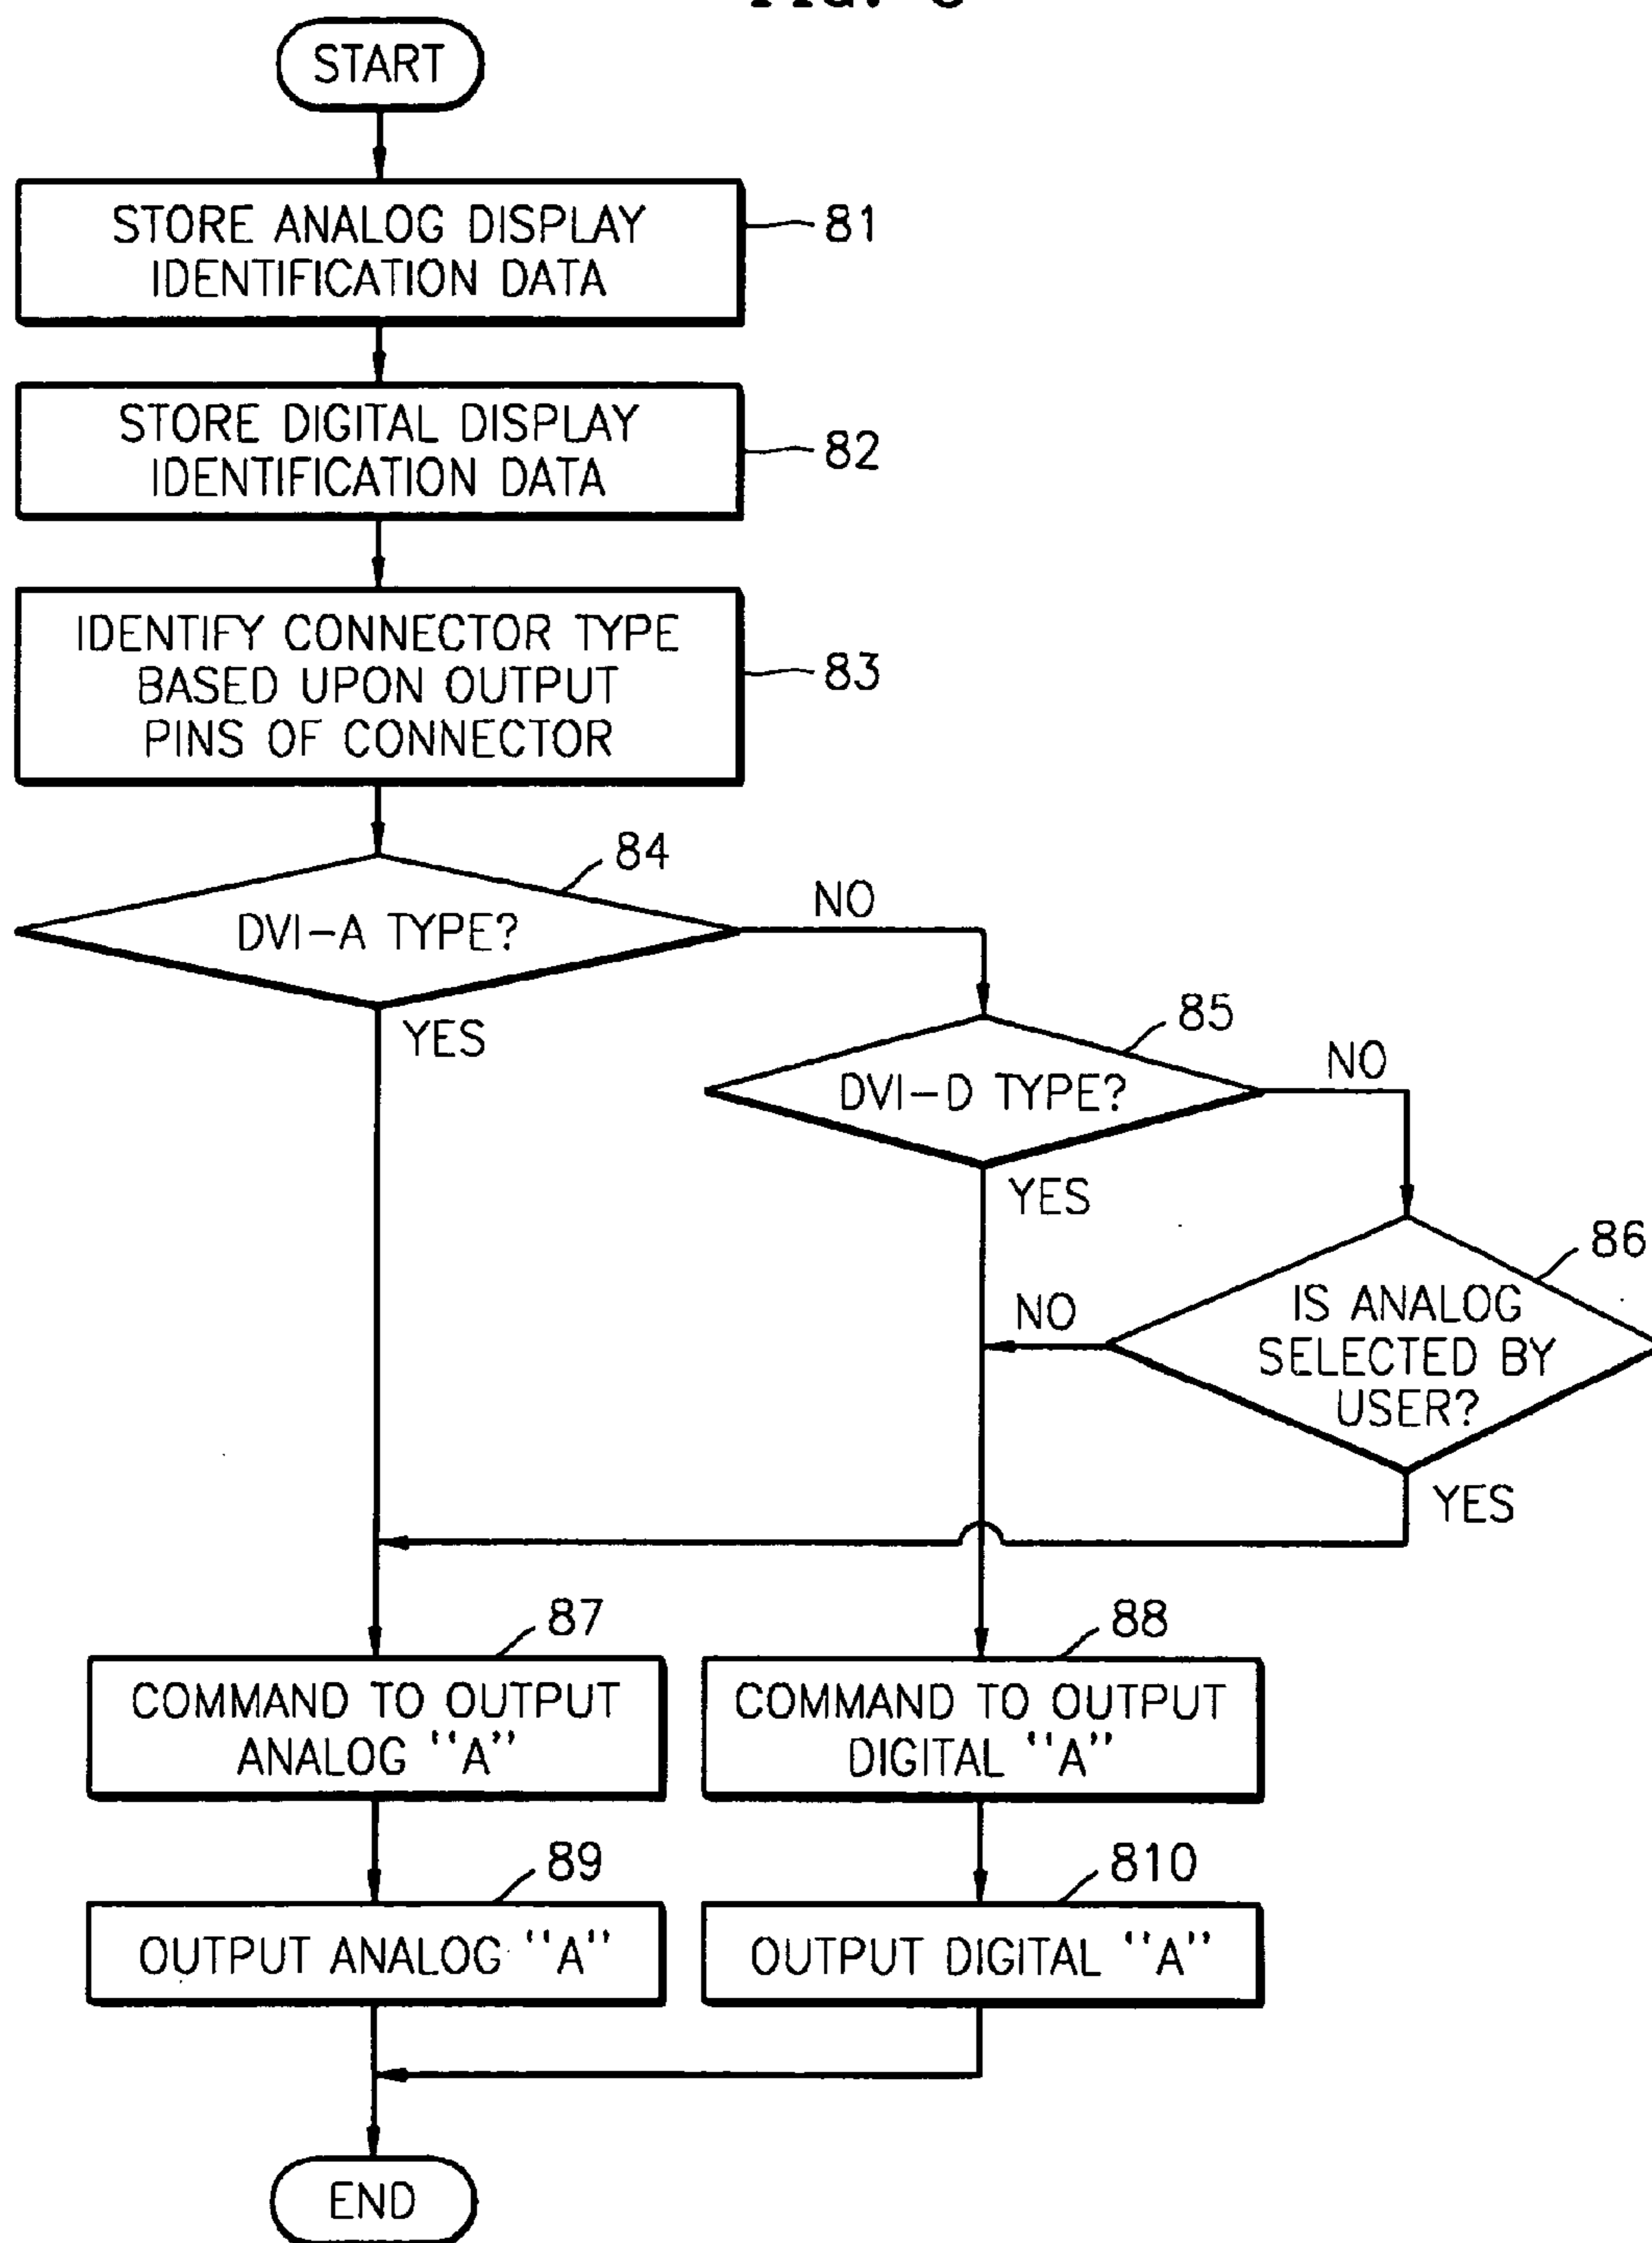 START
STORE ANALOG DISPLAY
IDENTIFICATION DATA
81
STORE DIGITAL DISPLAY
IDENTIFICATION DATA
82
IDENTIFY CONNECTOR TYPE
BASED UPON OUTPUT
PINS OF CONNECTOR
83
84
DVI-A TYPE?
NO
YES
85
DVI-D TYPE?
NO
YES
86
IS ANALOG
SELECTED BY
USER?
NO
YES
87
COMMAND TO OUTPUT
ANALOG "A"
88
COMMAND TO OUTPUT
DIGITAL "A"
89
OUTPUT ANALOG "A"
810
OUTPUT DIGITAL "A"
END